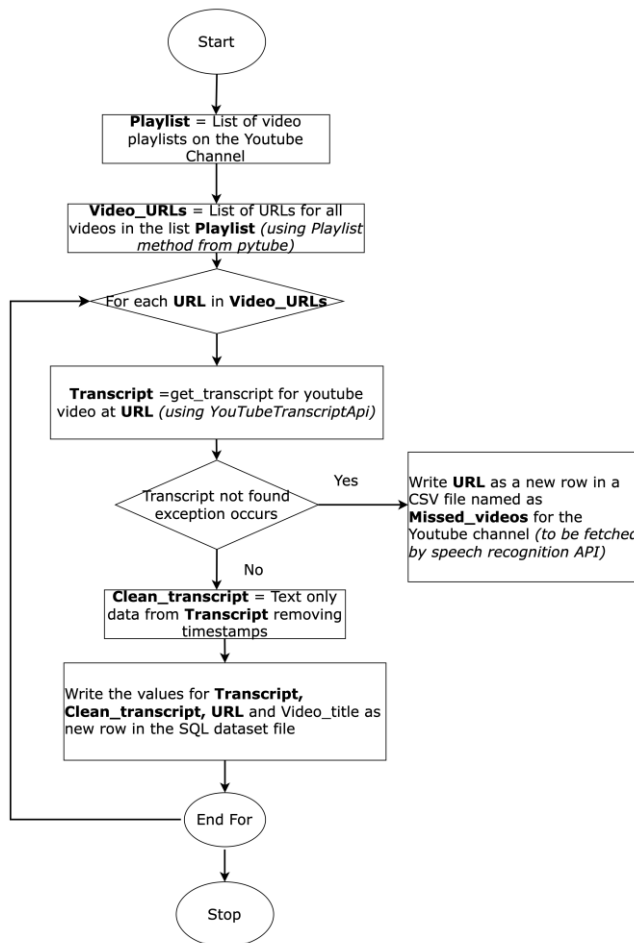 Start
Playlist = List of video
playlists on the Youtube
Channel
Video_URLs = List of URLs for all
videos in the list Playlist (using Playlist
method from pytube)
For each URL in Video_URLs
Transcript =get_transcript for youtube
video at URL (using YouTubeTranscriptApi)
Transcript not found
exception occurs
Yes
Write URL as a new row in a
CSV file named as
Missed_videos for the
Youtube channel (to be fetched
by speech recognition API)
No
Clean_transcript = Text only
data from Transcript removing
timestamps
Write the values for Transcript,
Clean_transcript, URL and Video_title as
new row in the SQL dataset file
End For
Stop